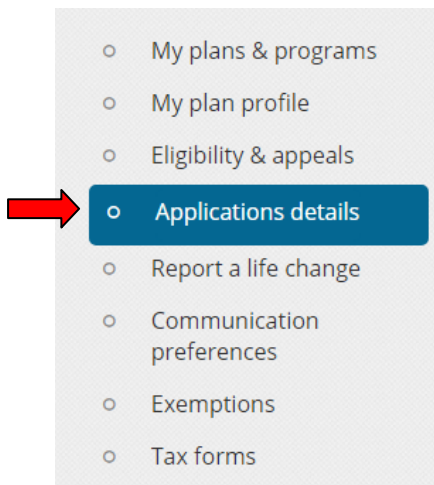 My plans & programs
My plan profile
Eligibility & appeals
Applications details
Report a life change
Communication
preferences
Exemptions
Tax forms